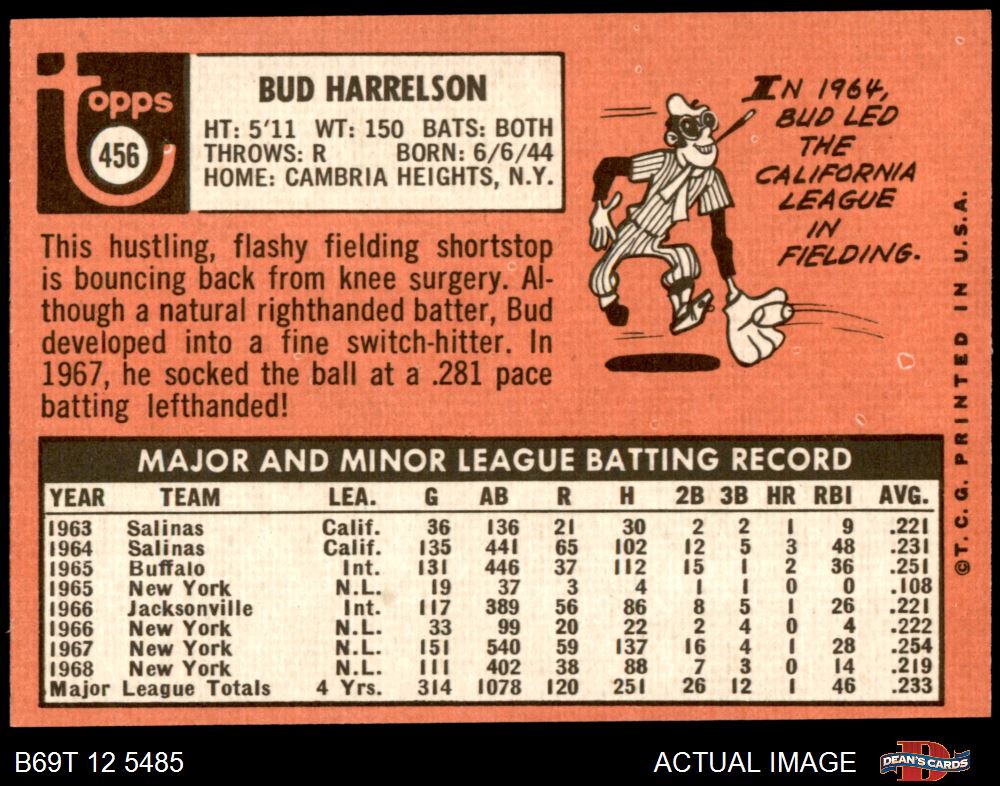 Topps
456
BUD HARRELSON
HT: 5'11 WT: 150 BATS: BOTH
THROWS: R BORN: 6/6/44
HOME: CAMBRIA HEIGHTS, N.Y.
This hustling, flashy fielding shortstop
is bouncing back from knee surgery. Al-
though a natural righthanded batter, Bud
developed into a fine switch-hitter. In
1967, he socked the ball at a .281 pace
batting lefthanded!
IN 1964,
BUD LED
THE
CALIFORNIA
LEAGUE
IN
FIELDING.
©T. C. G. PRINTED IN U.S.A.
MAJOR AND MINOR LEAGUE BATTING RECORD
YEAR TEAM LEA. G AB R H 2B 3B HR RBI AVG.
1963 Salinas Calif. 36 136 21 30 2 2 1 9 .221
1964 Salinas Calif. 135 441 65 102 12 5 3 48 .231
1965 Buffalo Int. 131 446 37 112 15 1 2 36 .251
1965 New York N.L. 19 37 3 4 1 1 0 0 .108
1966 Jacksonville Int. 117 389 56 86 8 5 1 26 .221
1966 New York N.L. 33 99 20 22 2 4 0 4 .222
1967 New York N.L. 151 540 59 137 16 4 1 28 .254
1968 New York N.L. 111 402 38 88 7 3 0 14 .219
Major League Totals 4 Yrs. 314 1078 120 251 26 12 1 46 .233
B69T 12 5485
ACTUAL IMAGE
D
DEAN'S CARDS